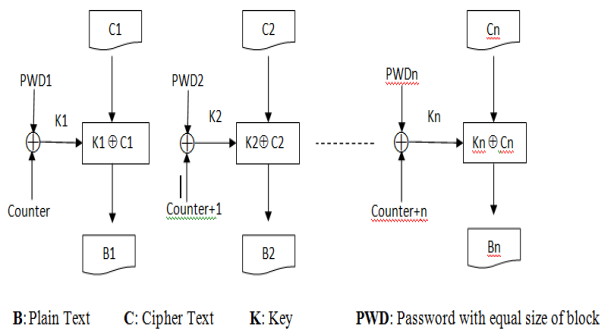 C1 C2 Cn
PWD1 PWD2 PWDn
K1 K2 Kn
K1 ⊕ C1 K2⊕ C2 Kn ⊕ Cn
Counter Counter+1 Counter+n
B1 B2 Bn
B: Plain Text C: Cipher Text K: Key PWD: Password with equal size of block